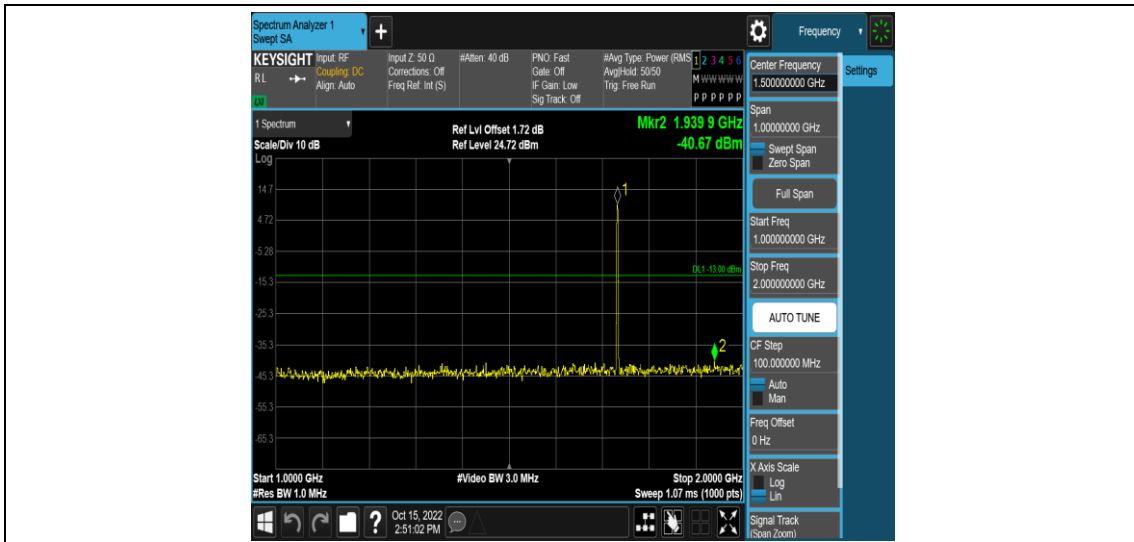 Spectrum Analyzer 1
Swept SA
+
Frequency
KEYSIGHT
RL
LXI
Input: RF
Coupling: DC
Align: Auto
Input Z: 50 Ω
Corrections: Off
Freq Ref: Int (S)
#Atten: 40 dB
PNO: Fast
Gate: Off
IF Gain: Low
Sig Track: Off
#Avg Type: Power (RMS
Avg|Hold: 50/50
Trig: Free Run
1 2 3 4 5 6
M W W W W W
P P P P P P
1 Spectrum
Scale/Div 10 dB
Ref Lvl Offset 1.72 dB
Ref Level 24.72 dBm
Mkr2 1.939 9 GHz
-40.67 dBm
Log
14.7
4.72
-5.28
-15.3
-25.3
-35.3
-45.3
-55.3
-65.3
1
DL1 -13.00 dBm
2
Start 1.0000 GHz
#Res BW 1.0 MHz
#Video BW 3.0 MHz
Stop 2.0000 GHz
Sweep 1.07 ms (1000 pts)
?
Oct 15, 2022
2:51:02 PM
Center Frequency
1.500000000 GHz
Settings
Span
1.00000000 GHz
Swept Span
Zero Span
Full Span
Start Freq
1.000000000 GHz
Stop Freq
2.000000000 GHz
AUTO TUNE
CF Step
100.000000 MHz
Auto
Man
Freq Offset
0 Hz
X Axis Scale
Log
Lin
Signal Track
(Span Zoom)